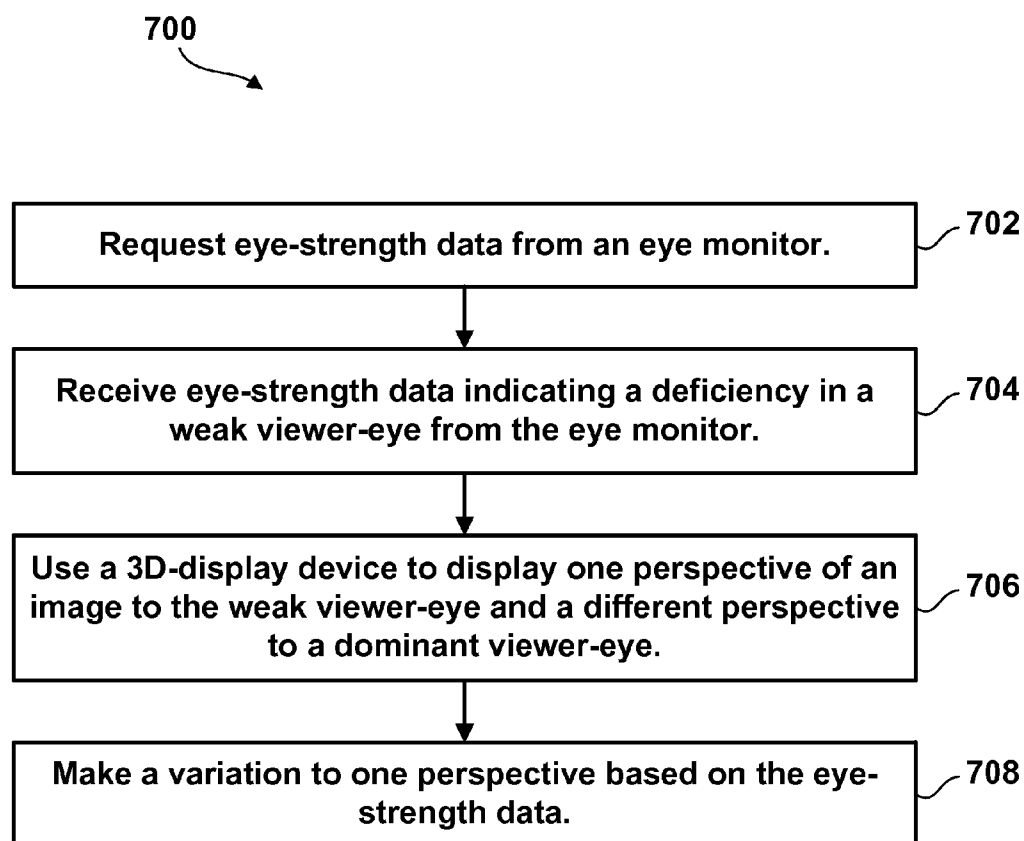 700
Request eye-strength data from an eye monitor.
702
Receive eye-strength data indicating a deficiency in a
weak viewer-eye from the eye monitor.
704
Use a 3D-display device to display one perspective of an
image to the weak viewer-eye and a different perspective
to a dominant viewer-eye.
706
Make a variation to one perspective based on the eye-
strength data.
708